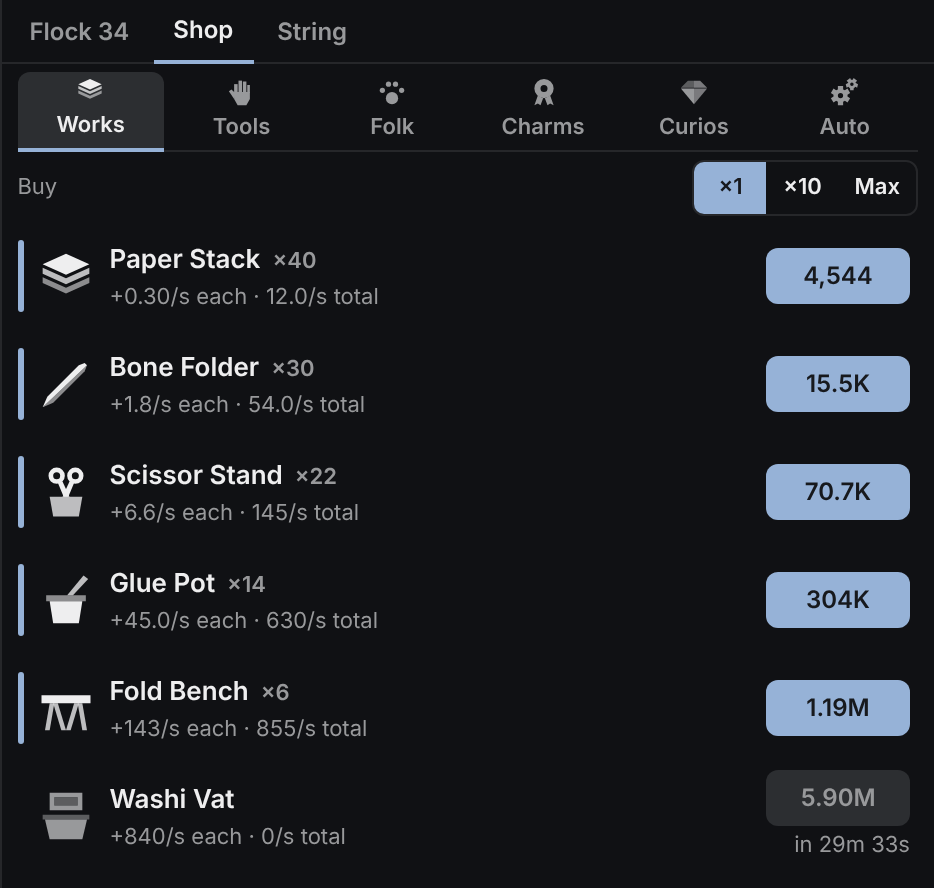 Flock 34 Shop String
Works Tools Folk Charms Curios Auto
Buy ×1 ×10 Max
Paper Stack ×40
+0.30/s each · 12.0/s total
4,544
Bone Folder ×30
+1.8/s each · 54.0/s total
15.5K
Scissor Stand ×22
+6.6/s each · 145/s total
70.7K
Glue Pot ×14
+45.0/s each · 630/s total
304K
Fold Bench ×6
+143/s each · 855/s total
1.19M
Washi Vat
+840/s each · 0/s total
5.90M
in 29m 33s